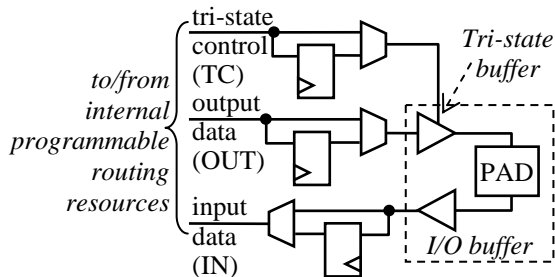 tri-state
control
(TC)
Tri-state
buffer
to/from
internal
programmable
routing
resources
output
data
(OUT)
PAD
input
data
(IN)
I/O buffer